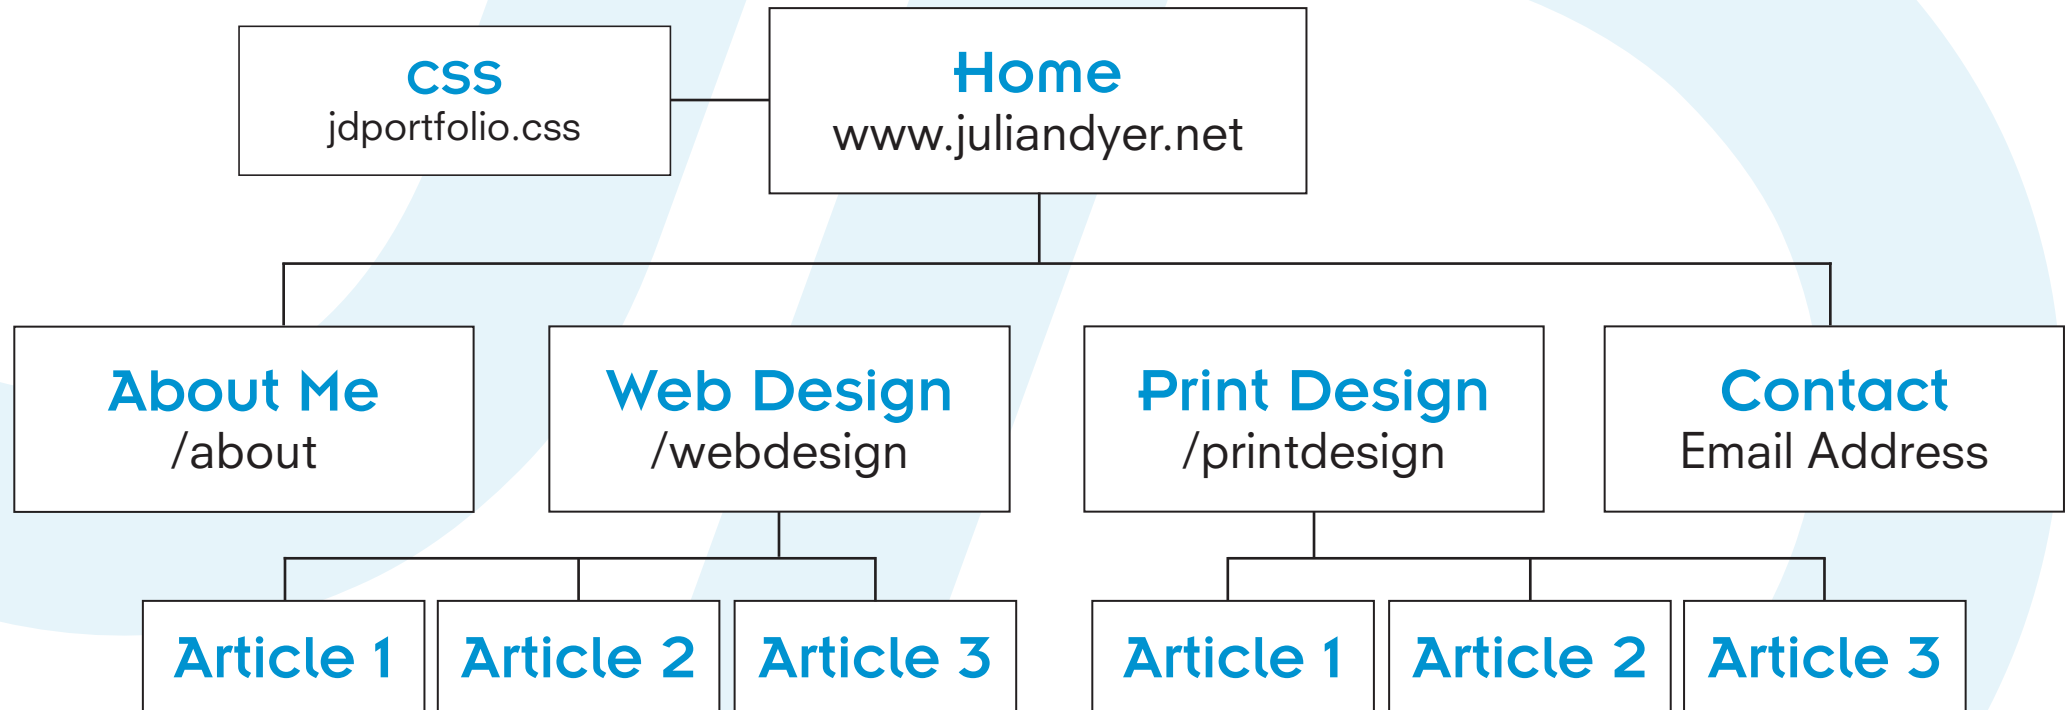 css
jdportfolio.css
Home
www.juliandyer.net
About Me
/about
Web Design
/webdesign
Print Design
/printdesign
Contact
Email Address
Article 1
Article 2
Article 3
Article 1
Article 2
Article 3